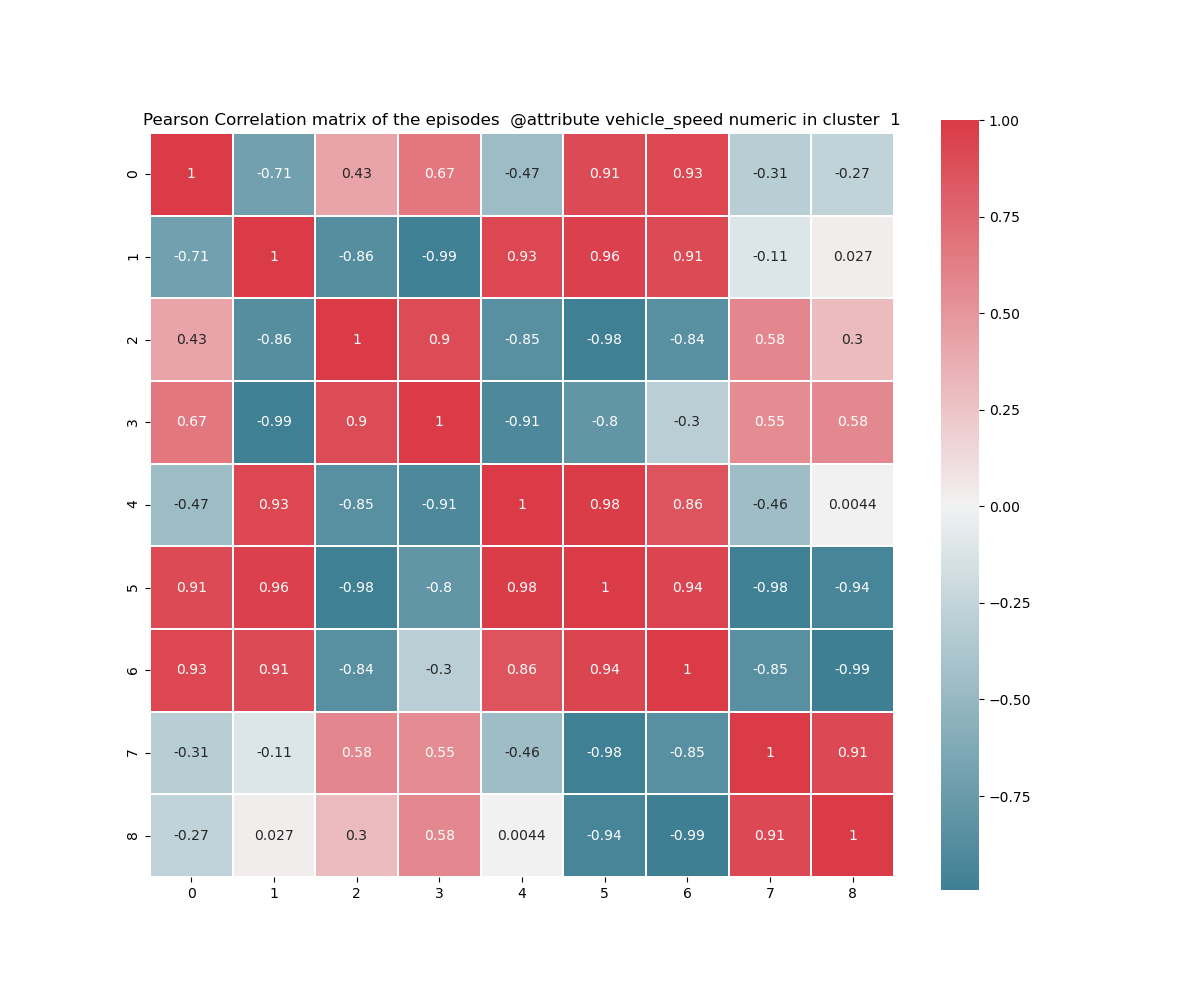 Pearson Correlation matrix of the episodes  @attribute vehicle_speed numeric in cluster  1
0 1 -0.71 0.43 0.67 -0.47 0.91 0.93 -0.31 -0.27
1 -0.71 1 -0.86 -0.99 0.93 0.96 0.91 -0.11 0.027
2 0.43 -0.86 1 0.9 -0.85 -0.98 -0.84 0.58 0.3
3 0.67 -0.99 0.9 1 -0.91 -0.8 -0.3 0.55 0.58
4 -0.47 0.93 -0.85 -0.91 1 0.98 0.86 -0.46 0.0044
5 0.91 0.96 -0.98 -0.8 0.98 1 0.94 -0.98 -0.94
6 0.93 0.91 -0.84 -0.3 0.86 0.94 1 -0.85 -0.99
7 -0.31 -0.11 0.58 0.55 -0.46 -0.98 -0.85 1 0.91
8 -0.27 0.027 0.3 0.58 0.0044 -0.94 -0.99 0.91 1
0 1 2 3 4 5 6 7 8
1.00
0.75
0.50
0.25
0.00
−0.25
−0.50
−0.75